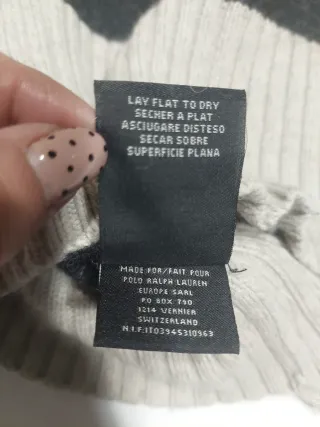 LAY FLAT TO DRY
SECHER A PLAT
ASCIUGARE DISTESO
SECAR SOBRE
SUPERFICIE PLANA
MADE FOR/FAIT POUR
POLO RALPH LAUREN
EUROPE SARL
PO BOX 790
1214 VERNIER
SWITZERLAND
N.I.F:IT03945310963